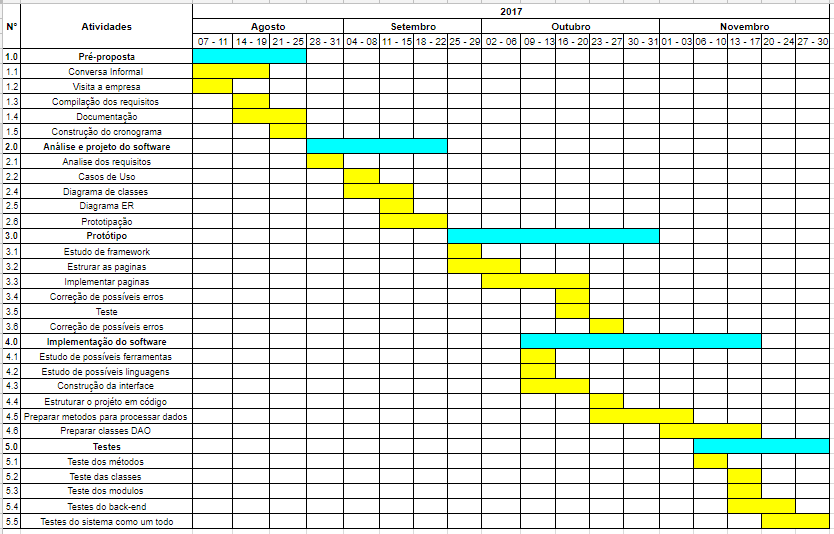 2017
Nº Atividades
Agosto Setembro Outubro Novembro
07 - 11 14 - 19 21 - 25 28 - 31 04 - 08 11 - 15 18 - 22 25 - 29 02 - 06 09 - 13 16 - 20 23 - 27 30 - 31 01 - 03 06 - 10 13 - 17 20 - 24 27 - 30
1.0 Pré-proposta
1.1 Conversa Informal
1.2 Visita a empresa
1.3 Compilação dos requisitos
1.4 Documentação
1.5 Construção do cronograma
2.0 Análise e projeto do software
2.1 Analise dos requisitos
2.2 Casos de Uso
2.4 Diagrama de classes
2.5 Diagrama ER
2.6 Prototipação
3.0 Protótipo
3.1 Estudo de framework
3.2 Estrurar as paginas
3.3 Implementar paginas
3.4 Correção de possíveis erros
3.5 Teste
3.6 Correção de possíveis erros
4.0 Implementação do software
4.1 Estudo de possíveis ferramentas
4.2 Estudo de possíveis linguagens
4.3 Construção da interface
4.4 Estruturar o projéto em código
4.5 Preparar metodos para processar dados
4.6 Preparar classes DAO
5.0 Testes
5.1 Teste dos métodos
5.2 Teste das classes
5.3 Teste dos modulos
5.4 Testes do back-end
5.5 Testes do sistema como um todo